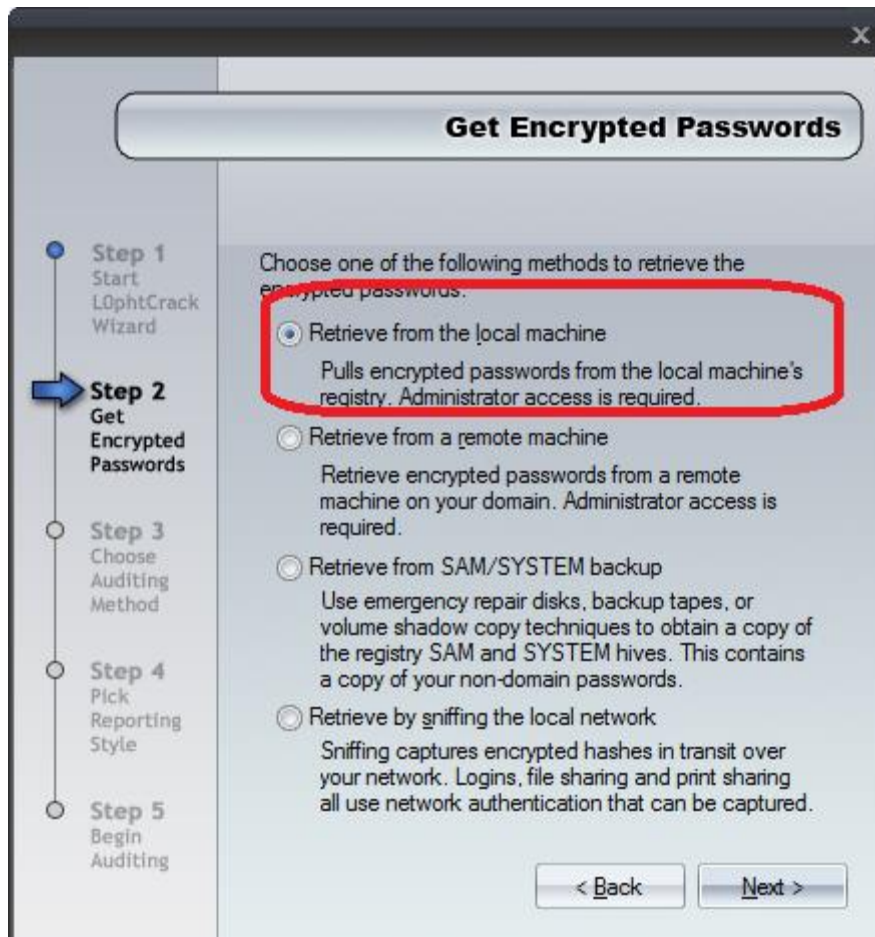 x
Get Encrypted Passwords
Step 1
Start
L0phtCrack
Wizard
Step 2
Get
Encrypted
Passwords
Step 3
Choose
Auditing
Method
Step 4
Pick
Reporting
Style
Step 5
Begin
Auditing
Choose one of the following methods to retrieve the
encrypted passwords.
Retrieve from the local machine
Pulls encrypted passwords from the local machine's
registry. Administrator access is required.
Retrieve from a remote machine
Retrieve encrypted passwords from a remote
machine on your domain. Administrator access is
required.
Retrieve from SAM/SYSTEM backup
Use emergency repair disks, backup tapes, or
volume shadow copy techniques to obtain a copy of
the registry SAM and SYSTEM hives. This contains
a copy of your non-domain passwords.
Retrieve by sniffing the local network
Sniffing captures encrypted hashes in transit over
your network. Logins, file sharing and print sharing
all use network authentication that can be captured.
< Back
Next >